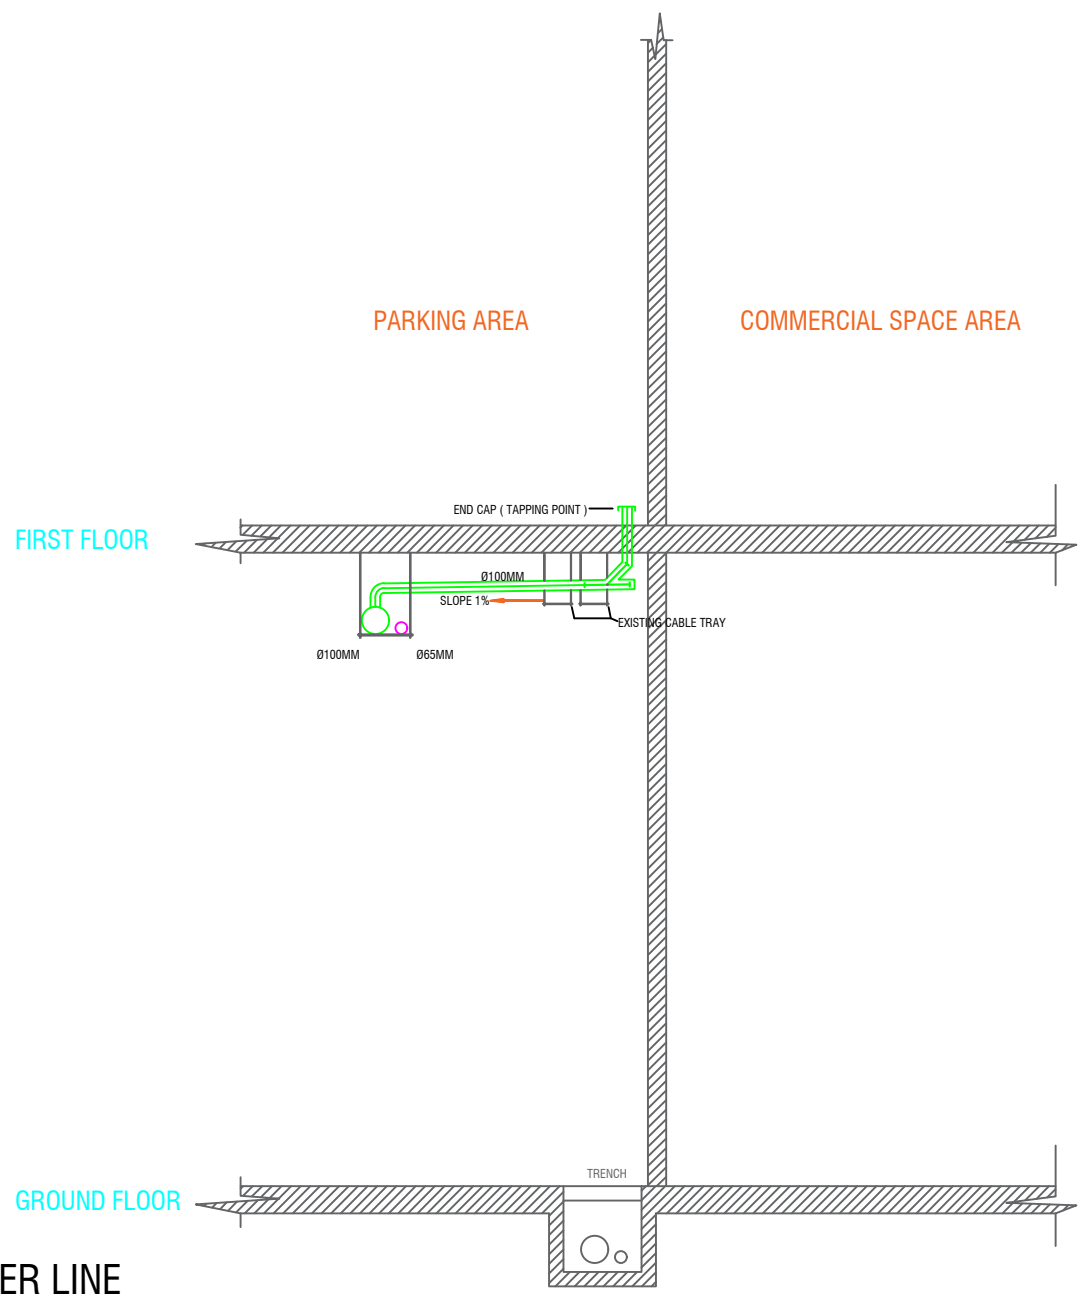 PARKING AREA
COMMERCIAL SPACE AREA
END CAP ( TAPPING POINT )
FIRST FLOOR
Ø100MM
SLOPE 1%
EXISTING CABLE TRAY
Ø100MM
Ø65MM
TRENCH
GROUND FLOOR
ER LINE